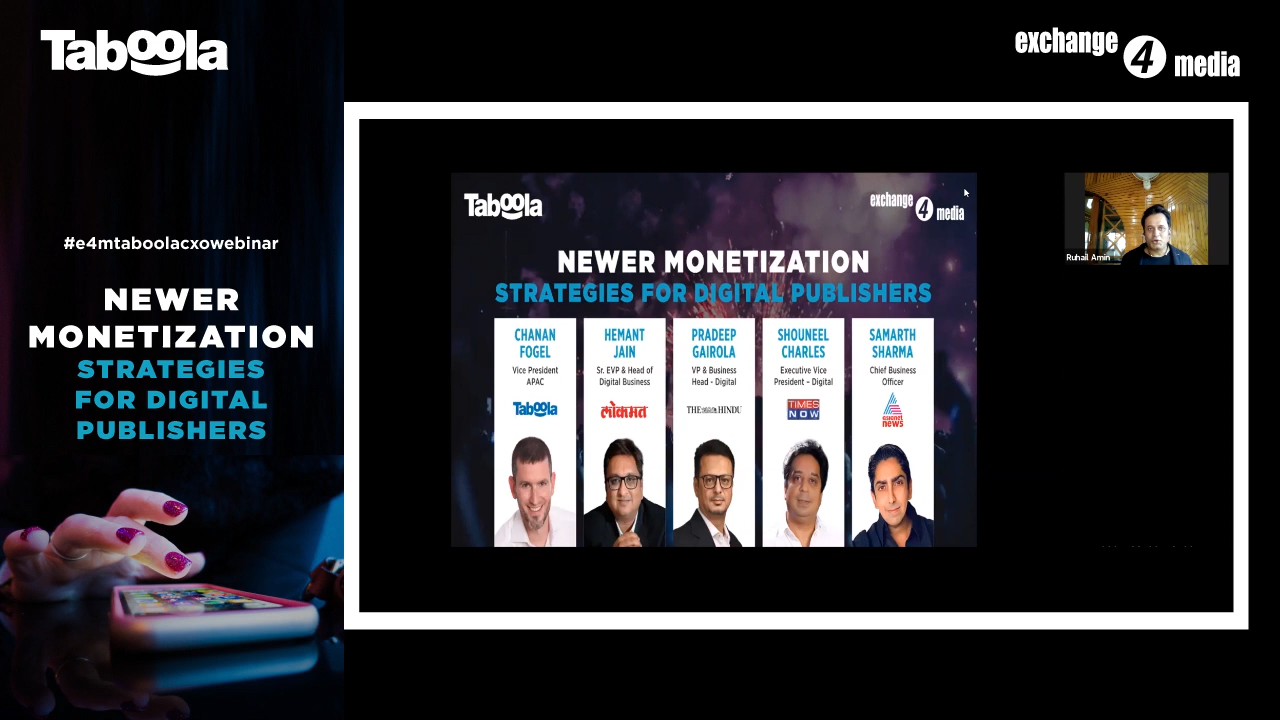 Taboola
exchange
4
media
#e4mtaboolacxowebinar
NEWER
MONETIZATION
STRATEGIES
FOR DIGITAL
PUBLISHERS
Taboola
exchange
4
media
NEWER MONETIZATION
STRATEGIES FOR DIGITAL PUBLISHERS
CHANAN
FOGEL
Vice President
APAC
Taboola
HEMANT
JAIN
Sr. EVP & Head of
Digital Business
लोकमत
PRADEEP
GAIROLA
VP & Business
Head - Digital
THE HINDU
SHOUNEEL
CHARLES
Executive Vice
President – Digital
TIMES
NOW
SAMARTH
SHARMA
Chief Business
Officer
asianet
news
Ruhail Amin